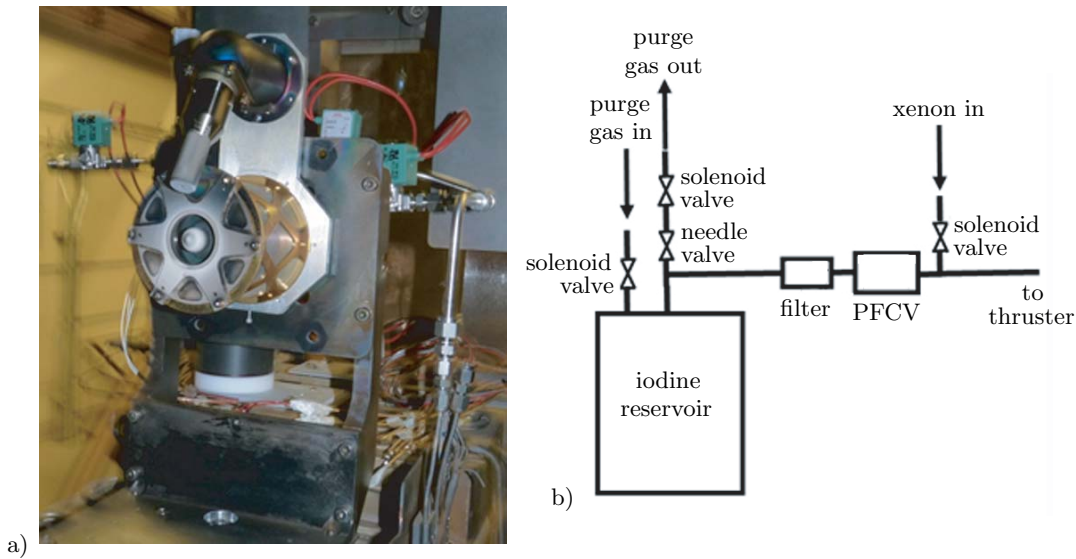 a)
b)
purge
gas out
purge
gas in
xenon in
solenoid
valve
needle
valve
solenoid
valve
solenoid
valve
filter
PFCV
to
thruster
iodine
reservoir